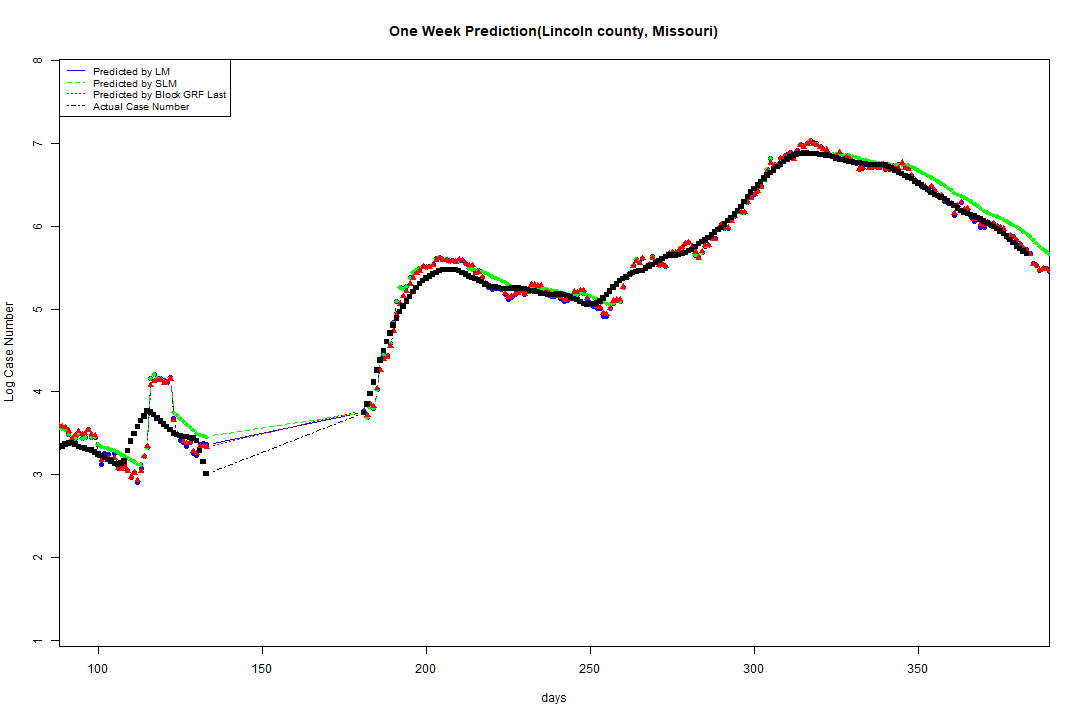 One Week Prediction(Lincoln county, Missouri)
Predicted by LM
Predicted by SLM
Predicted by Block GRF Last
Actual Case Number
Log Case Number
8
7
6
5
4
3
2
1
100 150 200 250 300 350
days